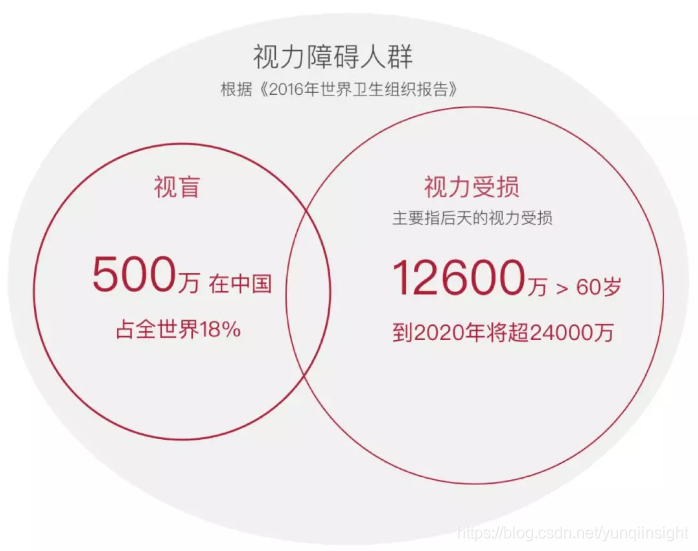 视力障碍人群
根据《2016年世界卫生组织报告》
视盲
500万 在中国
占全世界18%
视力受损
主要指后天的视力受损
12600万 > 60岁
到2020年将超24000万
https://blog.csdn.net/yunqiinsight